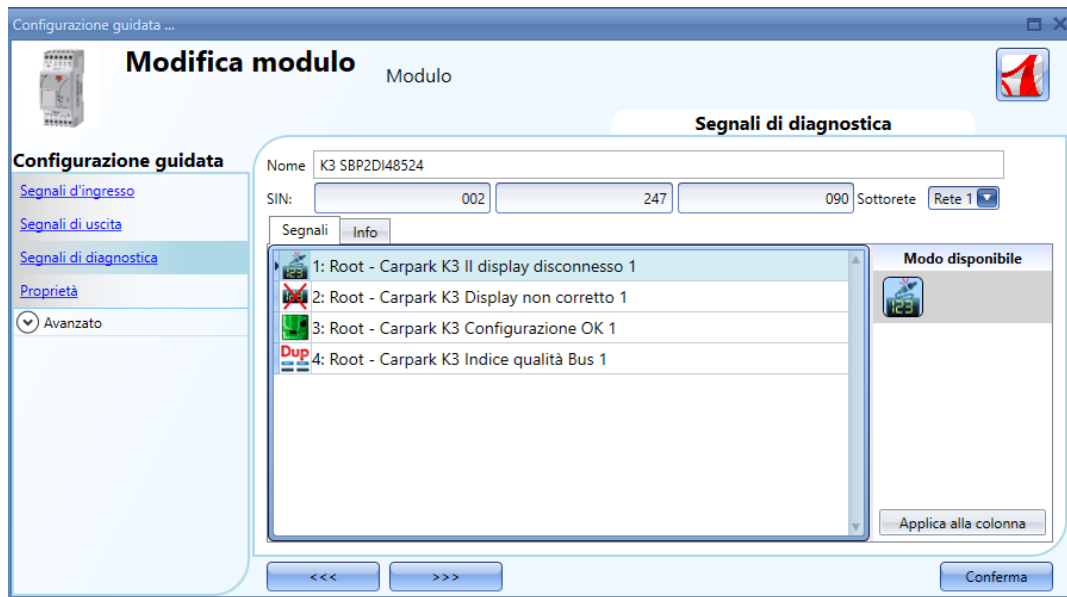 Configurazione guidata ...
Modifica modulo
Modulo
Segnali di diagnostica
Configurazione guidata
Segnali d'ingresso
Segnali di uscita
Segnali di diagnostica
Proprietà
Avanzato
Nome K3 SBP2DI48524
SIN: 002 247 090 Sottorete Rete 1
Segnali Info
1: Root - Carpark K3 Il display disconnesso 1
2: Root - Carpark K3 Display non corretto 1
3: Root - Carpark K3 Configurazione OK 1
Dup 4: Root - Carpark K3 Indice qualità Bus 1
Modo disponibile
123
Applica alla colonna
<<< >>> Conferma